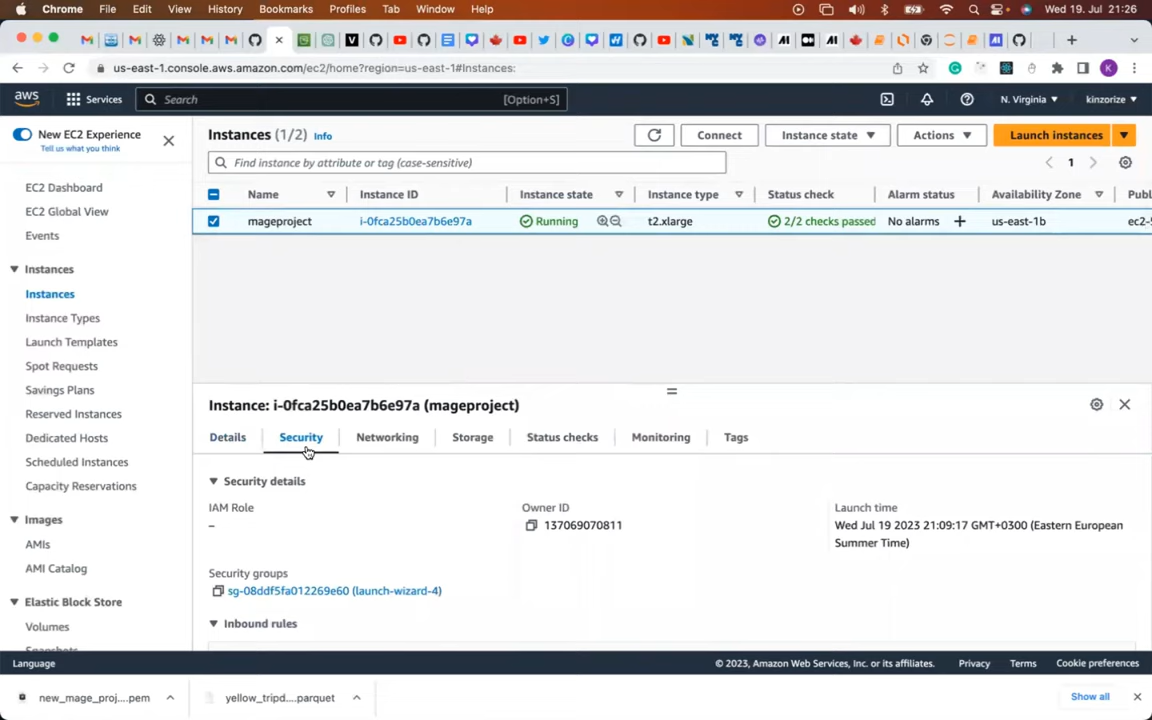 Chrome File Edit View History Bookmarks Profiles Tab Window Help Wed 19. Jul 21:26
us-east-1.console.aws.amazon.com/ec2/home?region=us-east-1#Instances: K
aws Services Search [Option+S] N. Virginia kinzorize
New EC2 Experience
Tell us what you think
EC2 Dashboard
EC2 Global View
Events
Instances
Instances
Instance Types
Launch Templates
Spot Requests
Savings Plans
Reserved Instances
Dedicated Hosts
Scheduled Instances
Capacity Reservations
Images
AMIs
AMI Catalog
Elastic Block Store
Volumes
Instances (1/2) Info Connect Instance state Actions Launch instances
Find instance by attribute or tag (case-sensitive) 1
Name Instance ID Instance state Instance type Status check Alarm status Availability Zone Publ
mageproject i-0fca25b0ea7b6e97a Running t2.xlarge 2/2 checks passed No alarms + us-east-1b
Instance: i-0fca25b0ea7b6e97a (mageproject)
Details Security Networking Storage Status checks Monitoring Tags
Security details
IAM Role Owner ID Launch time
– 137069070811 Wed Jul 19 2023 21:09:17 GMT+0300 (Eastern European
Summer Time)
Security groups
sg-08ddf5fa012269e60 (launch-wizard-4)
Inbound rules
Language © 2023, Amazon Web Services, Inc. or its affiliates. Privacy Terms Cookie preferences
new_mage_proj....pem yellow_tripd....parquet Show all